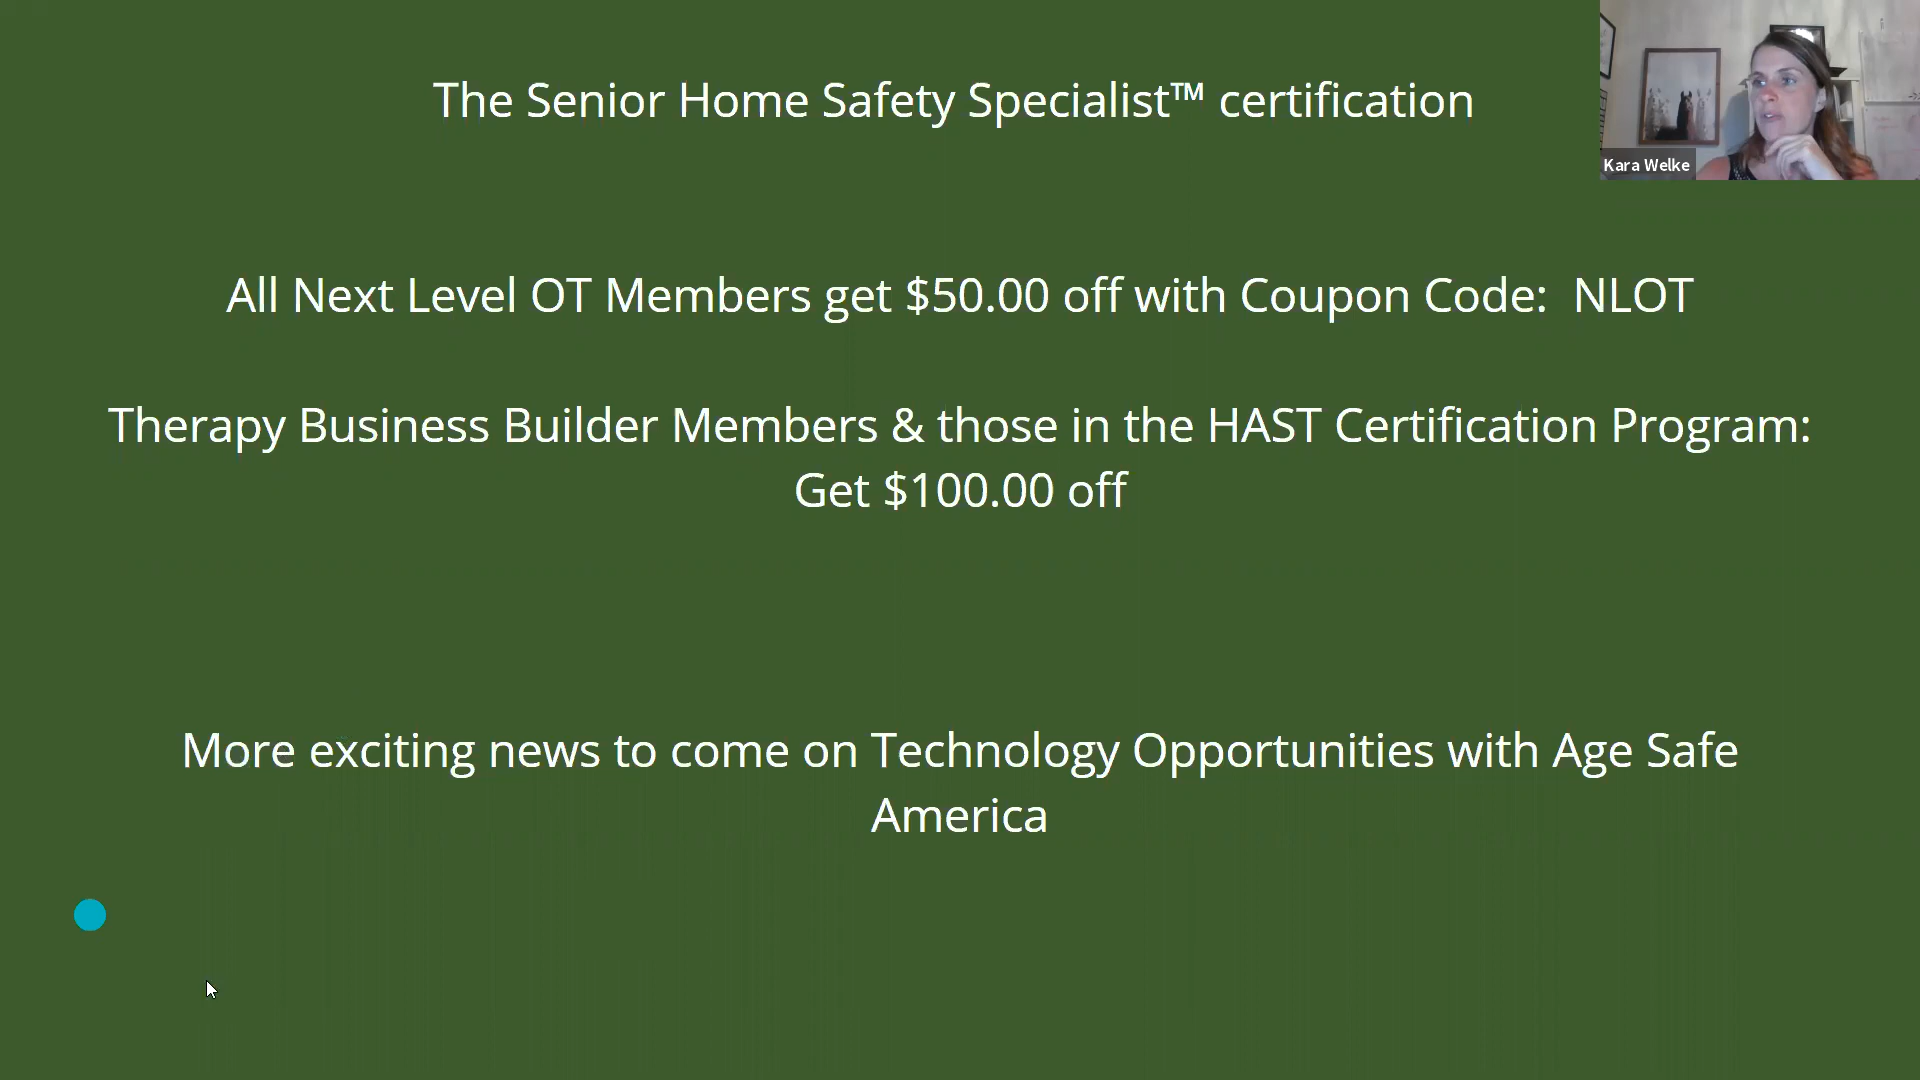 The Senior Home Safety Specialist™ certification
Kara Welke
All Next Level OT Members get $50.00 off with Coupon Code:  NLOT
Therapy Business Builder Members & those in the HAST Certification Program:
Get $100.00 off
More exciting news to come on Technology Opportunities with Age Safe
America